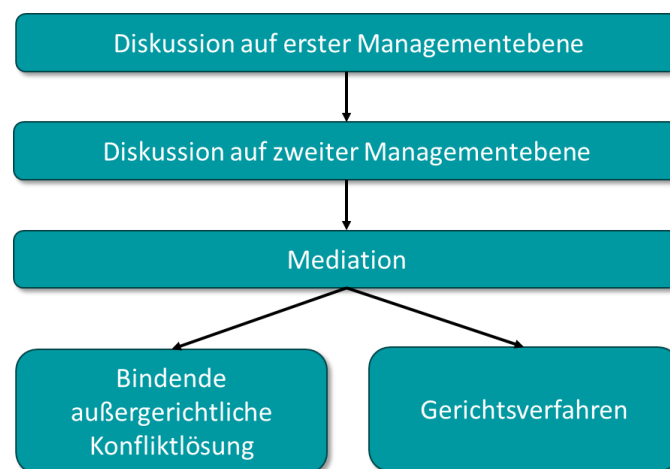 Diskussion auf erster Managementebene
Diskussion auf zweiter Managementebene
Mediation
Bindende
außergerichtliche
Konfliktlösung
Gerichtsverfahren